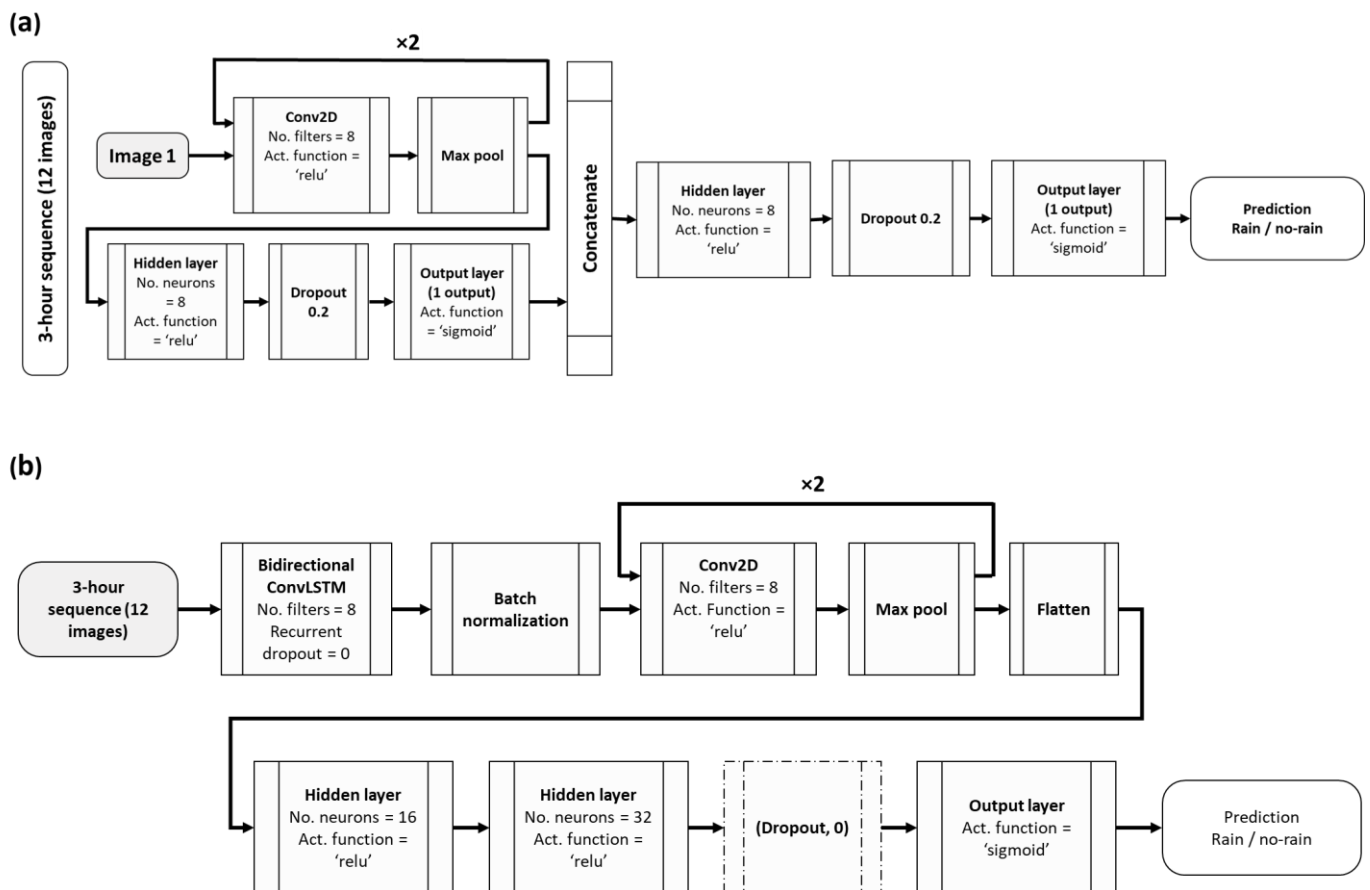 (a)
×2
3-hour sequence (12 images)
Image 1
Conv2D
No. filters = 8
Act. function =
‘relu’
Max pool
Hidden layer
No. neurons
= 8
Act. function
= ‘relu’
Dropout
0.2
Output layer
(1 output)
Act. function
= ‘sigmoid’
Concatenate
Hidden layer
No. neurons = 8
Act. function =
‘relu’
Dropout 0.2
Output layer
(1 output)
Act. function =
‘sigmoid’
Prediction
Rain / no-rain
(b)
×2
3-hour
sequence (12
images)
Bidirectional
ConvLSTM
No. filters = 8
Recurrent
dropout = 0
Batch
normalization
Conv2D
No. filters = 8
Act. Function =
‘relu’
Max pool
Flatten
Hidden layer
No. neurons = 16
Act. function =
‘relu’
Hidden layer
No. neurons = 32
Act. function =
‘relu’
(Dropout, 0)
Output layer
Act. function =
‘sigmoid’
Prediction
Rain / no-rain